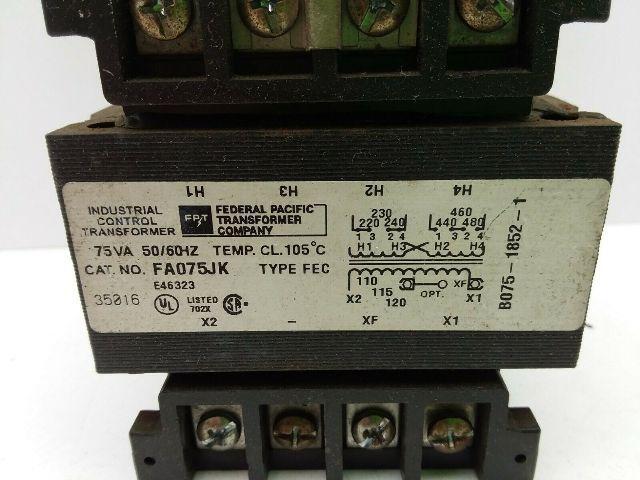 H1 H3 H2 H4
INDUSTRIAL CONTROL TRANSFORMER
FPT FEDERAL PACIFIC TRANSFORMER COMPANY
75VA 50/60HZ TEMP. CL. 105°C
CAT. NO. FA075JK TYPE FEC
E46323
35016 UL LISTED 702X SA
X2 - XF X1
230 460
220 240 440 480
1 3 2 4 1 3 2 4
H1 H3 H2 H4
110 XF
X2 115 OPT. X1
120
B075-1852-1